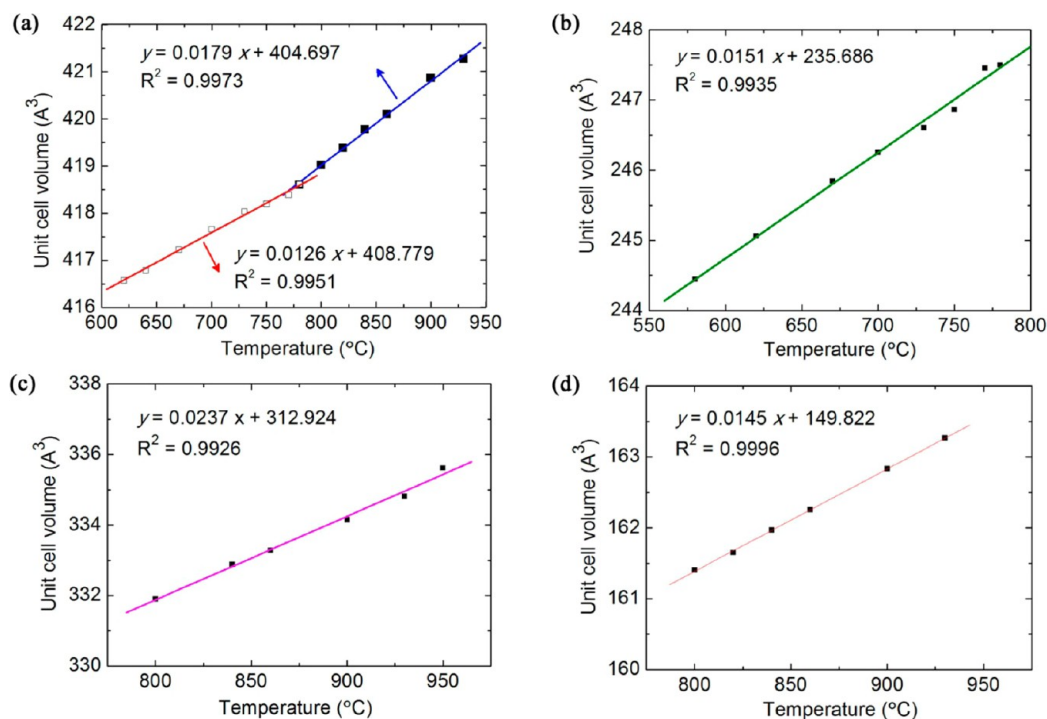 (a)
422
421
420
419
418
417
416
Unit cell volume (A³)
y = 0.0179 x + 404.697
R² = 0.9973
y = 0.0126 x + 408.779
R² = 0.9951
600 650 700 750 800 850 900 950
Temperature (°C)
(b)
248
247
246
245
244
Unit cell volume (A³)
y = 0.0151 x + 235.686
R² = 0.9935
550 600 650 700 750 800
Temperature (°C)
(c)
338
336
334
332
330
Unit cell volume (A³)
y = 0.0237 x + 312.924
R² = 0.9926
800 850 900 950
Temperature (°C)
(d)
164
163
162
161
160
Unit cell volume (A³)
y = 0.0145 x + 149.822
R² = 0.9996
800 850 900 950
Temperature (°C)